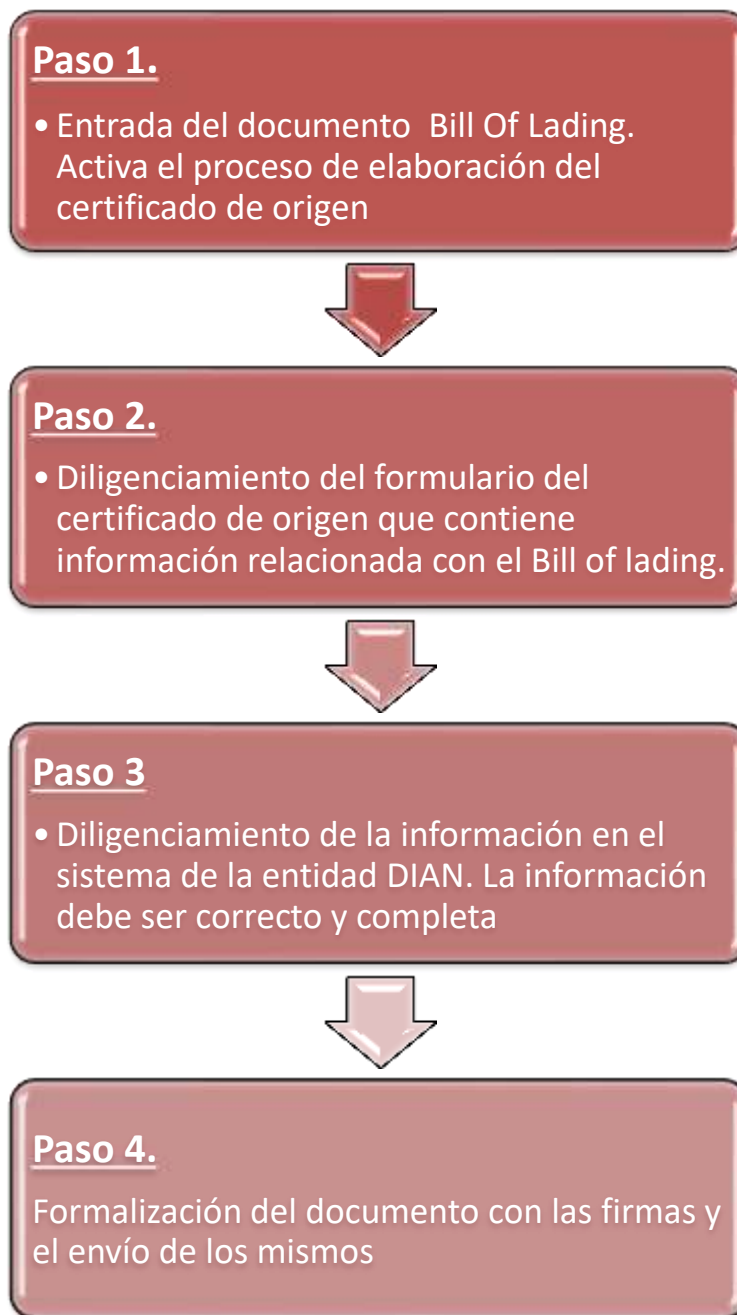 Paso 1.
• Entrada del documento  Bill Of Lading.
Activa el proceso de elaboración del
certificado de origen
Paso 2.
• Diligenciamiento del formulario del
certificado de origen que contiene
información relacionada con el Bill of lading.
Paso 3
• Diligenciamiento de la información en el
sistema de la entidad DIAN. La información
debe ser correcto y completa
Paso 4.
Formalización del documento con las firmas y
el envío de los mismos